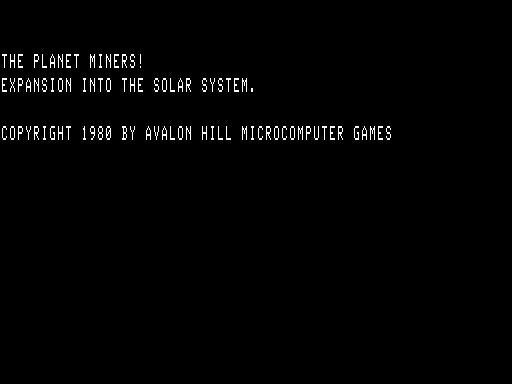 THE PLANET MINERS!
EXPANSION INTO THE SOLAR SYSTEM.
COPYRIGHT 1980 BY AVALON HILL MICROCOMPUTER GAMES